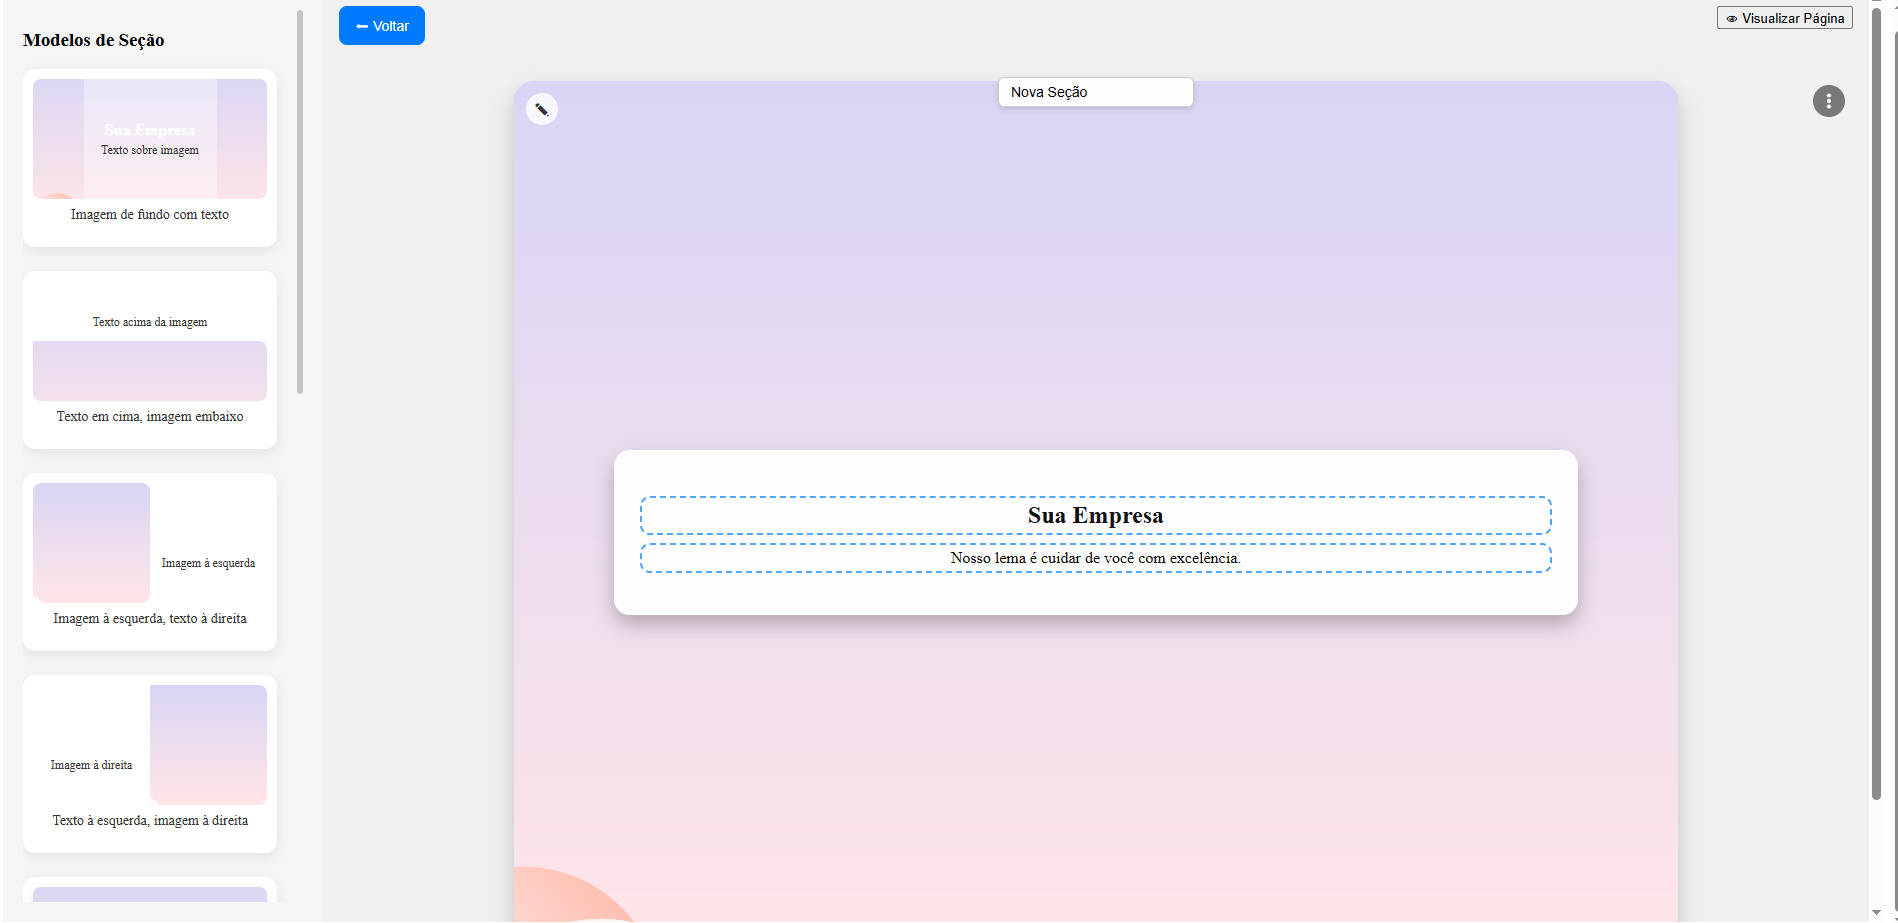 Modelos de Seção
Sua Empresa
Texto sobre imagem
Imagem de fundo com texto
Texto acima da imagem
Texto em cima, imagem embaixo
Imagem à esquerda
Imagem à esquerda, texto à direita
Imagem à direita
Texto à esquerda, imagem à direita
Voltar
Visualizar Página
Nova Seção
Sua Empresa
Nosso lema é cuidar de você com excelência.